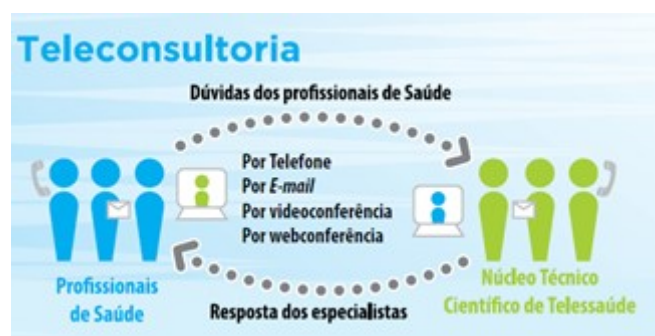 Teleconsultoria
Dúvidas dos profissionais de Saúde
Por Telefone
Por E-mail
Por videoconferência
Por webconferência
Profissionais
de Saúde
Núcleo Técnico
Científico de Telessaúde
Resposta dos especialistas